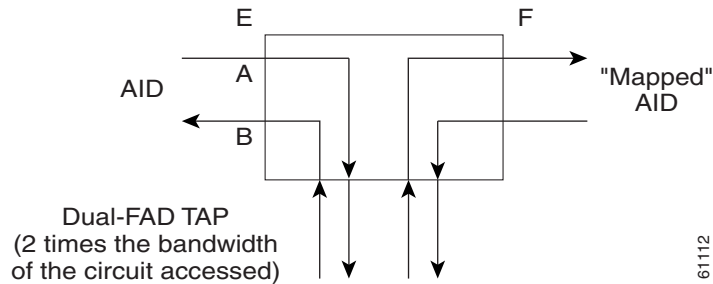 E
F
A
AID
"Mapped"
AID
B
Dual-FAD TAP
(2 times the bandwidth
of the circuit accessed)
61112